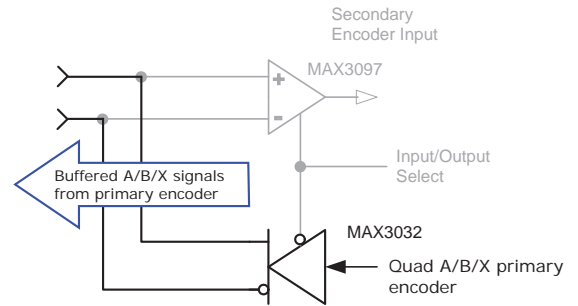 Secondary
Encoder Input
MAX3097
+
-
Input/Output
Select
Buffered A/B/X signals
from primary encoder
MAX3032
Quad A/B/X primary
encoder